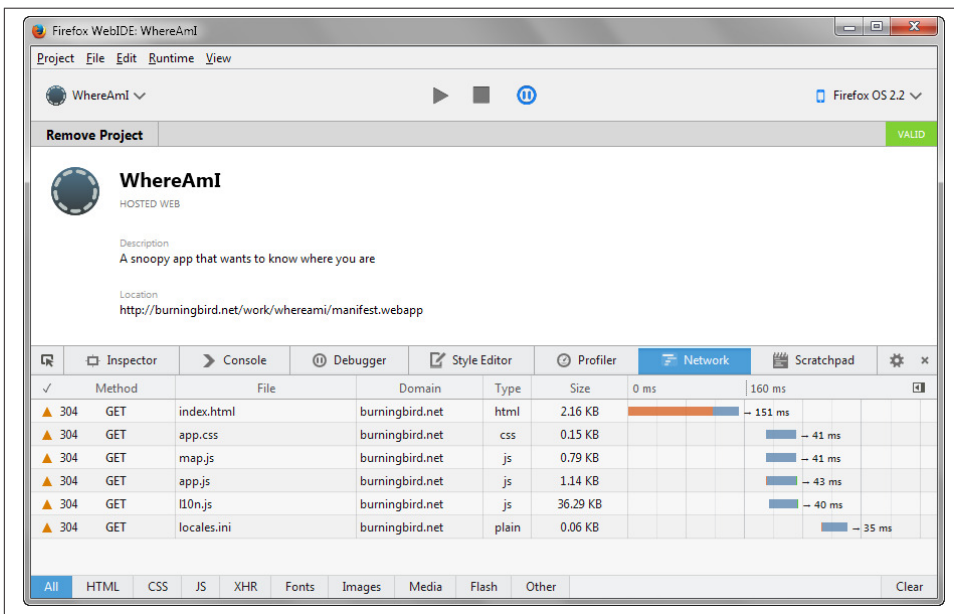 Firefox WebIDE: WhereAmI
Project File Edit Runtime View
WhereAmI Firefox OS 2.2
Remove Project VALID
WhereAmI
HOSTED WEB
Description
A snoopy app that wants to know where you are
Location
http://burningbird.net/work/whereami/manifest.webapp
Inspector Console Debugger Style Editor Profiler Network Scratchpad
✓ Method File Domain Type Size 0 ms 160 ms
304 GET index.html burningbird.net html 2.16 KB → 151 ms
304 GET app.css burningbird.net css 0.15 KB → 41 ms
304 GET map.js burningbird.net js 0.79 KB → 41 ms
304 GET app.js burningbird.net js 1.14 KB → 43 ms
304 GET l10n.js burningbird.net js 36.29 KB → 40 ms
304 GET locales.ini burningbird.net plain 0.06 KB → 35 ms
All HTML CSS JS XHR Fonts Images Media Flash Other Clear